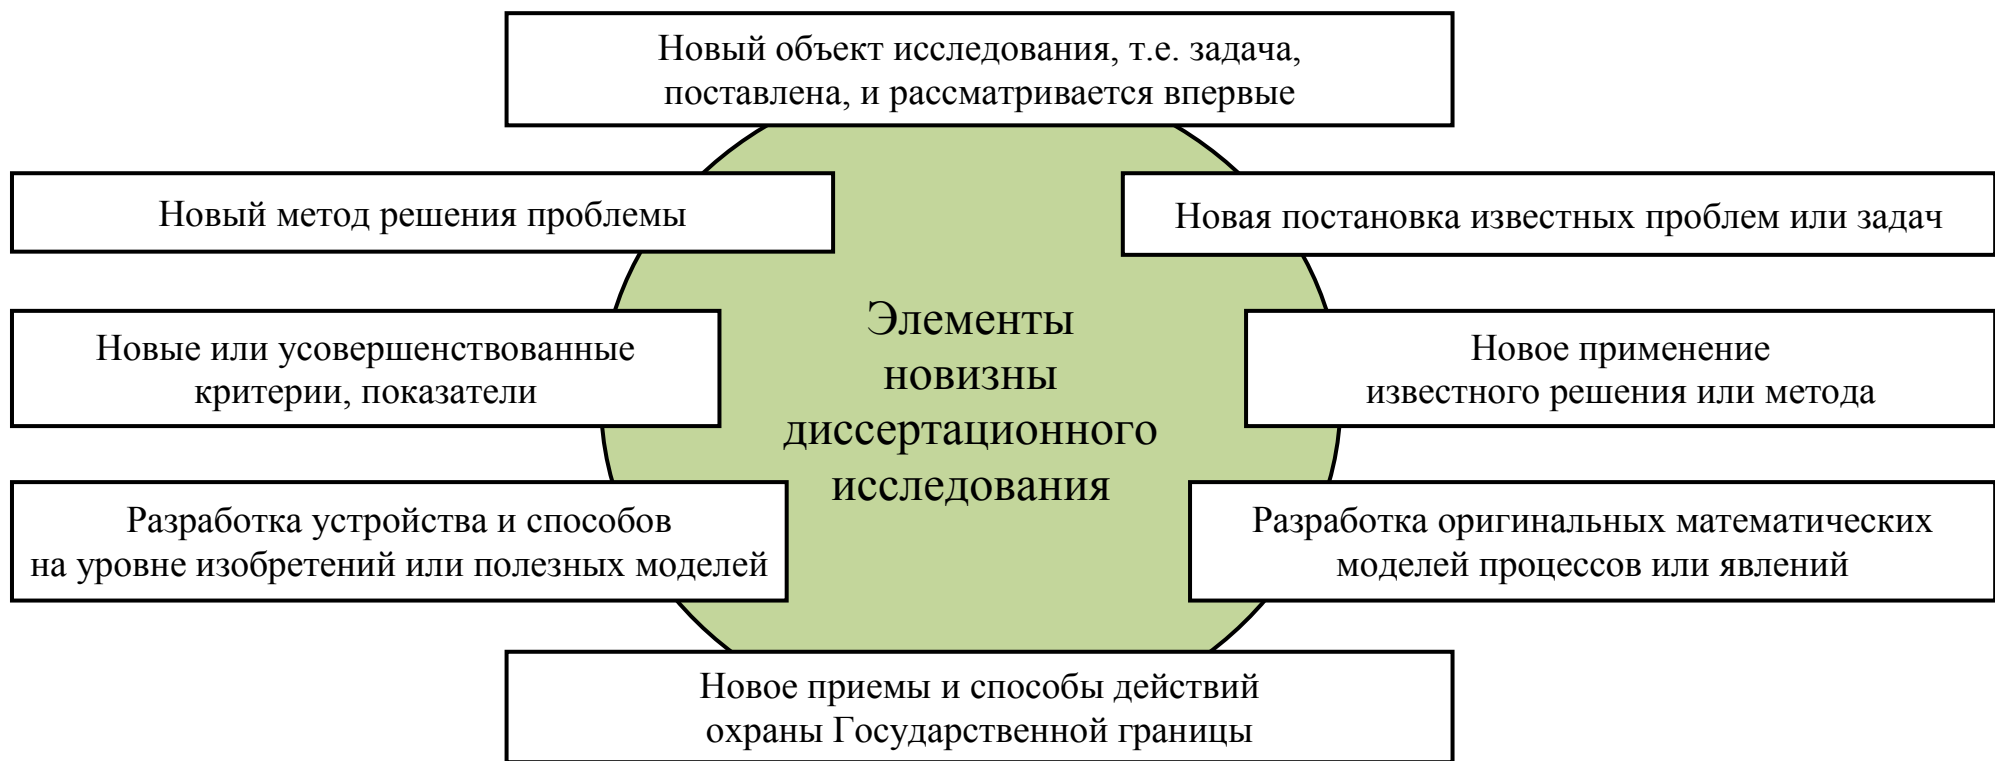 Новый объект исследования, т.е. задача,
поставлена, и рассматривается впервые
Новый метод решения проблемы
Новая постановка известных проблем или задач
Новые или усовершенствованные
критерии, показатели
Элементы
новизны
диссертационного
исследования
Новое применение
известного решения или метода
Разработка устройства и способов
на уровне изобретений или полезных моделей
Разработка оригинальных математических
моделей процессов или явлений
Новое приемы и способы действий
охраны Государственной границы